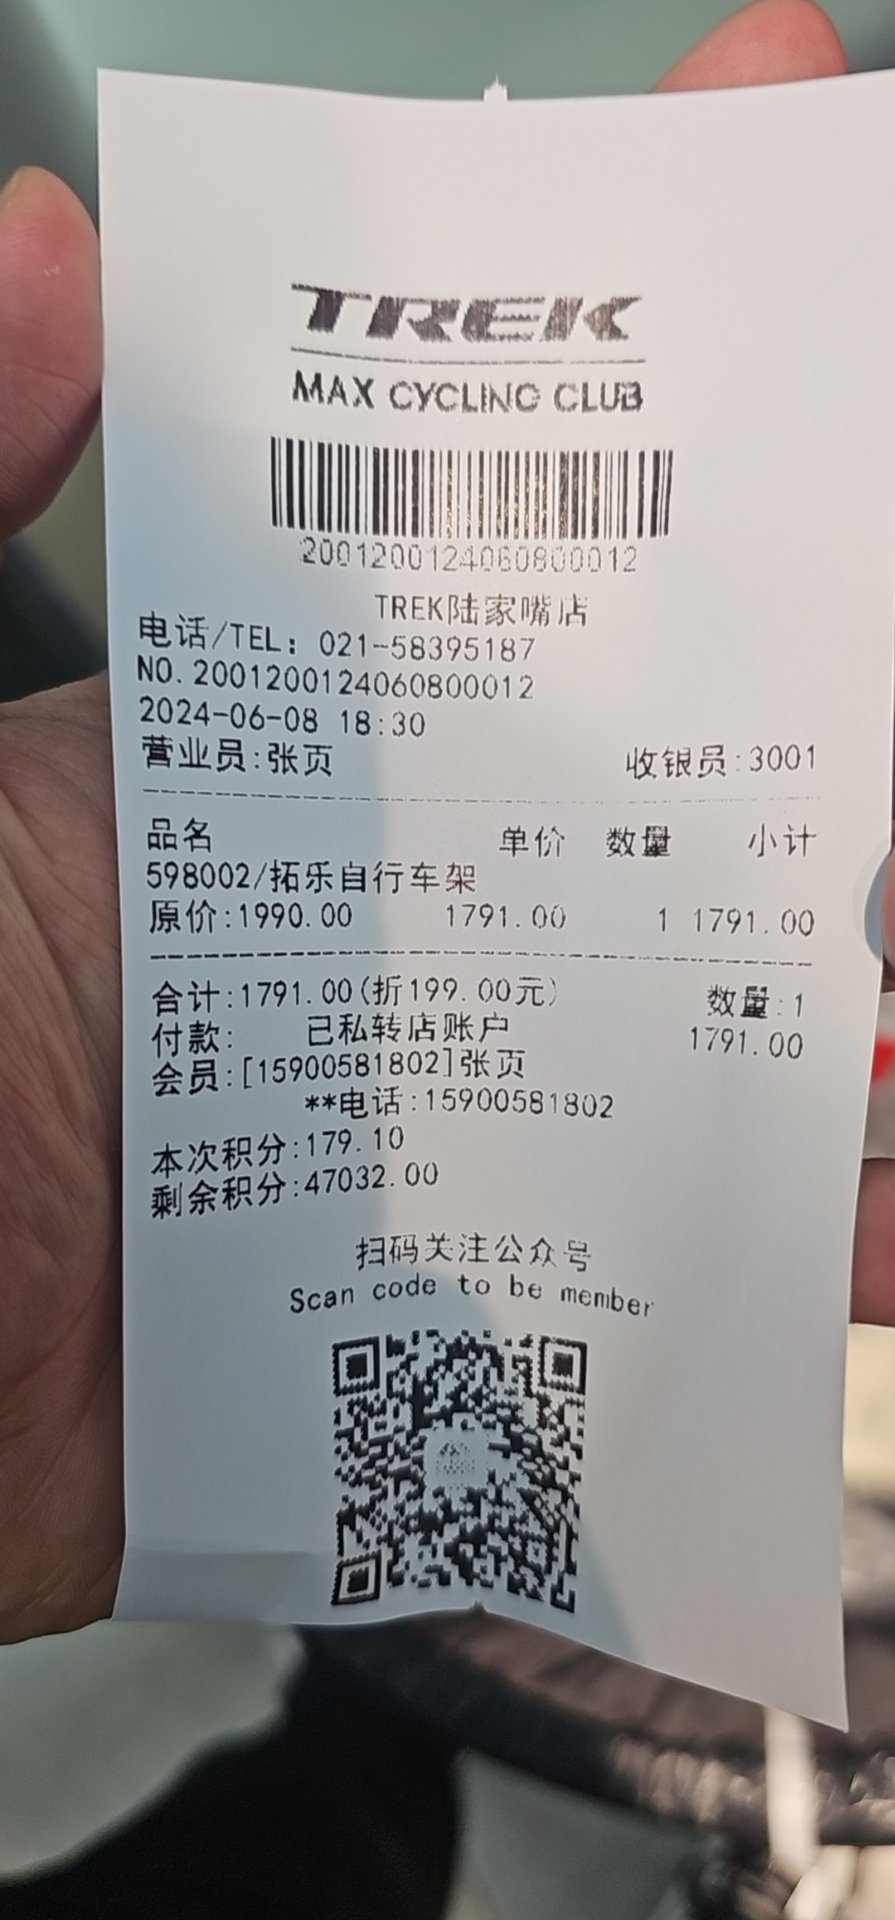 TREK
MAX CYCLING CLUB
2001200124060800012
TREK陆家嘴店
电话/TEL: 021-58395187
NO.2001200124060800012
2024-06-08 18:30
营业员:张页 收银员:3001
品名 单价 数量 小计
598002/拓乐自行车架
原价:1990.00 1791.00 1 1791.00
合计:1791.00(折199.00元) 数量:1
付款: 已私转店账户 1791.00
会员:[15900581802]张页
**电话:15900581802
本次积分:179.10
剩余积分:47032.00
扫码关注公众号
Scan code to be member